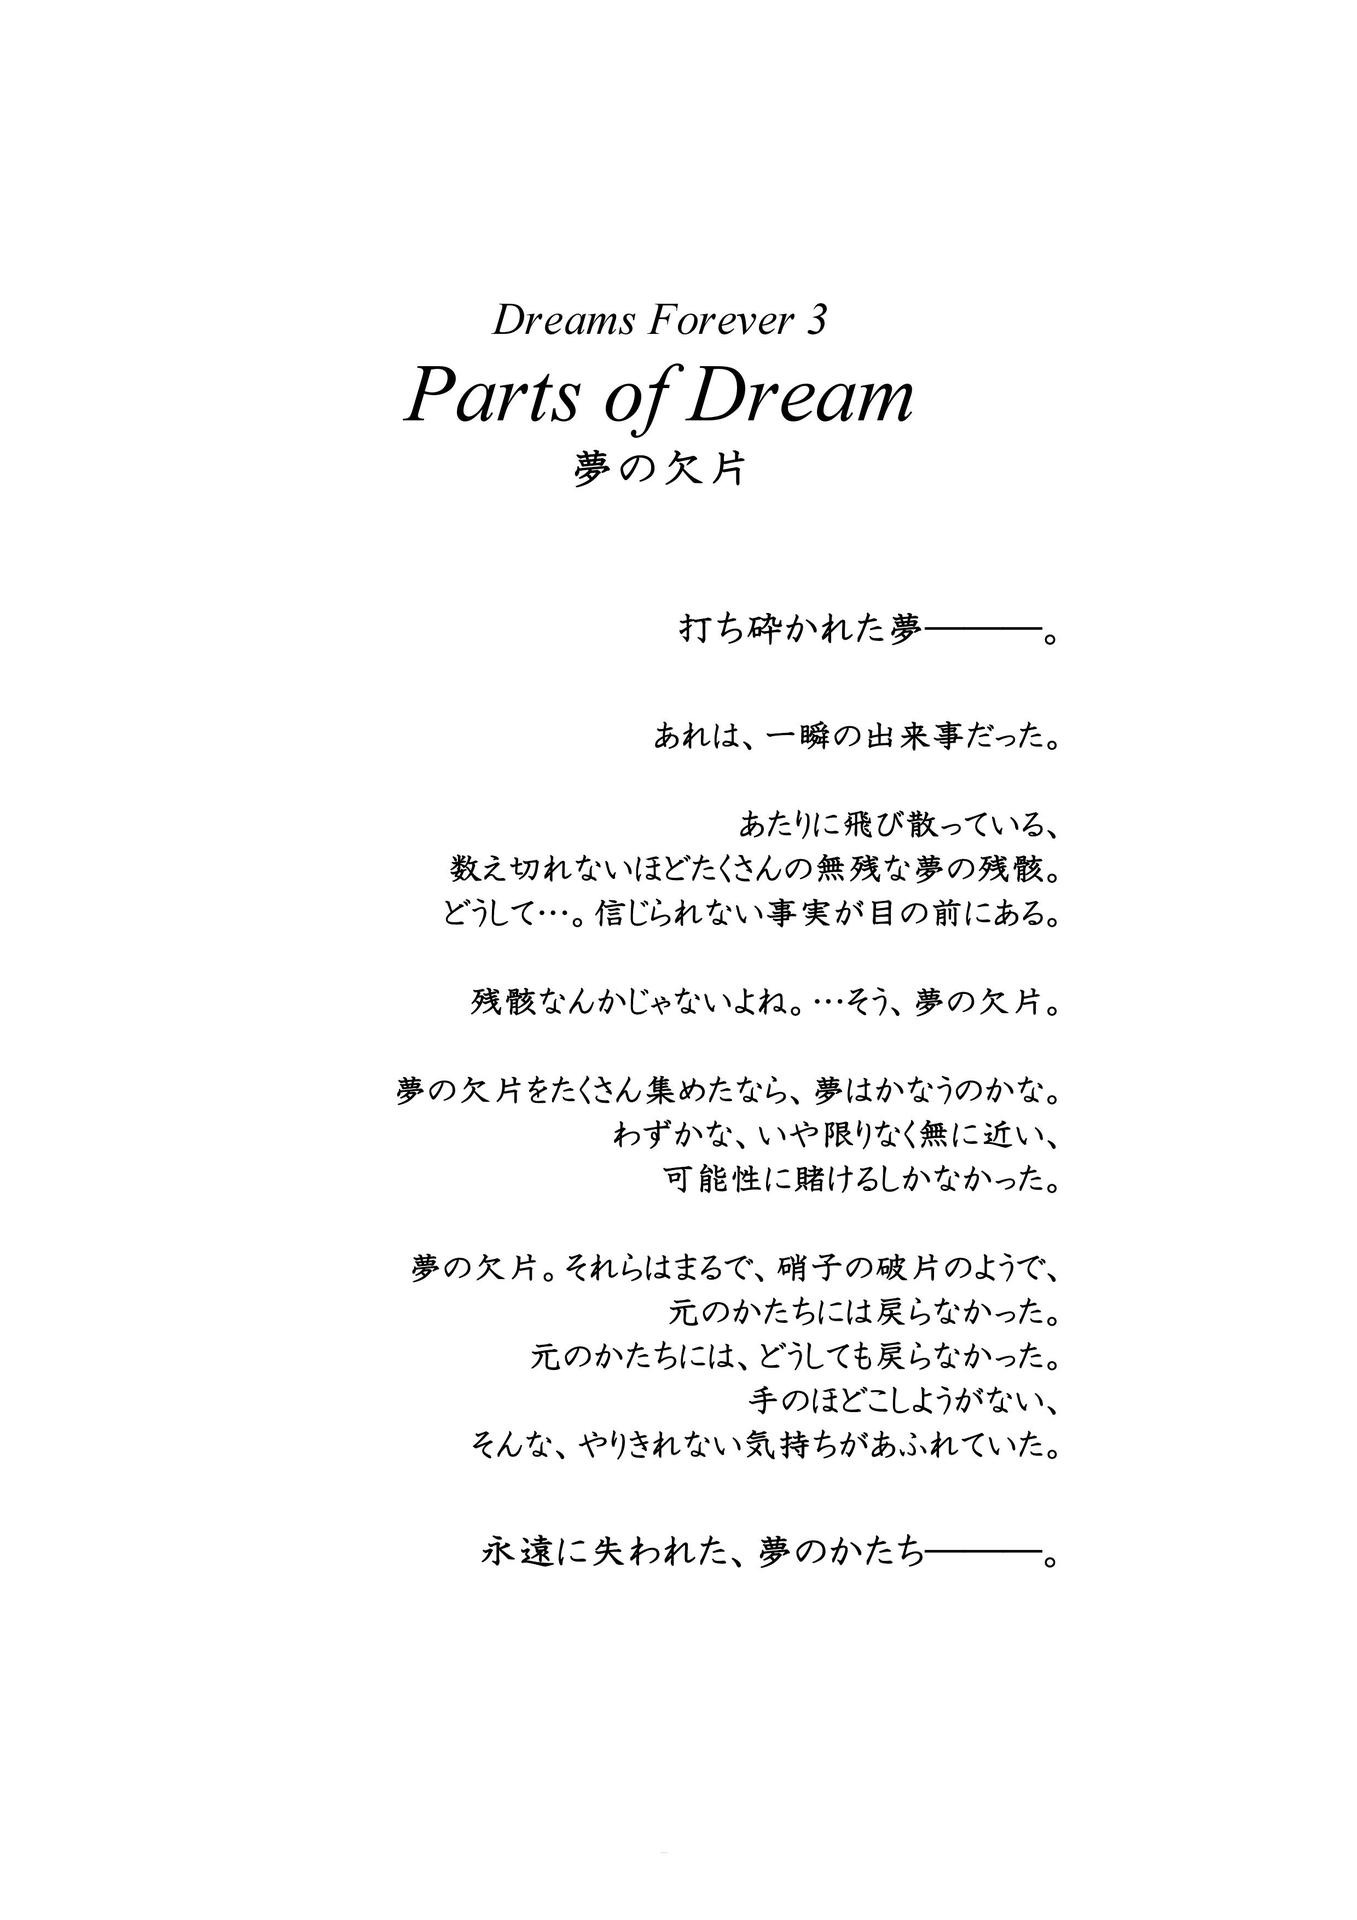 Dreams Forever 3
Parts of Dream
夢の欠片
打ち砕かれた夢――――。
あれは、一瞬の出来事だった。
あたりに飛び散っている、
数え切れないほどたくさんの無残な夢の残骸。
どうして…。信じられない事実が目の前にある。
残骸なんかじゃないよね。…そう、夢の欠片。
夢の欠片をたくさん集めたなら、夢はかなうのかな。
わずかな、いや限りなく無に近い、
可能性に賭けるしかなかった。
夢の欠片。それらはまるで、硝子の破片のようで、
元のかたちには戻らなかった。
元のかたちには、どうしても戻らなかった。
手のほどこしようがない、
そんな、やりきれない気持ちがあふれていた。
永遠に失われた、夢のかたち――――。